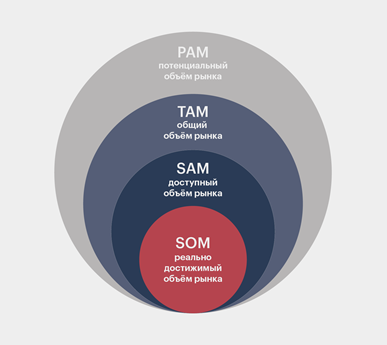 PAM
потенциальный
объём рынка
TAM
общий
объём рынка
SAM
доступный
объём рынка
SOM
реально
достижимый
объём рынка